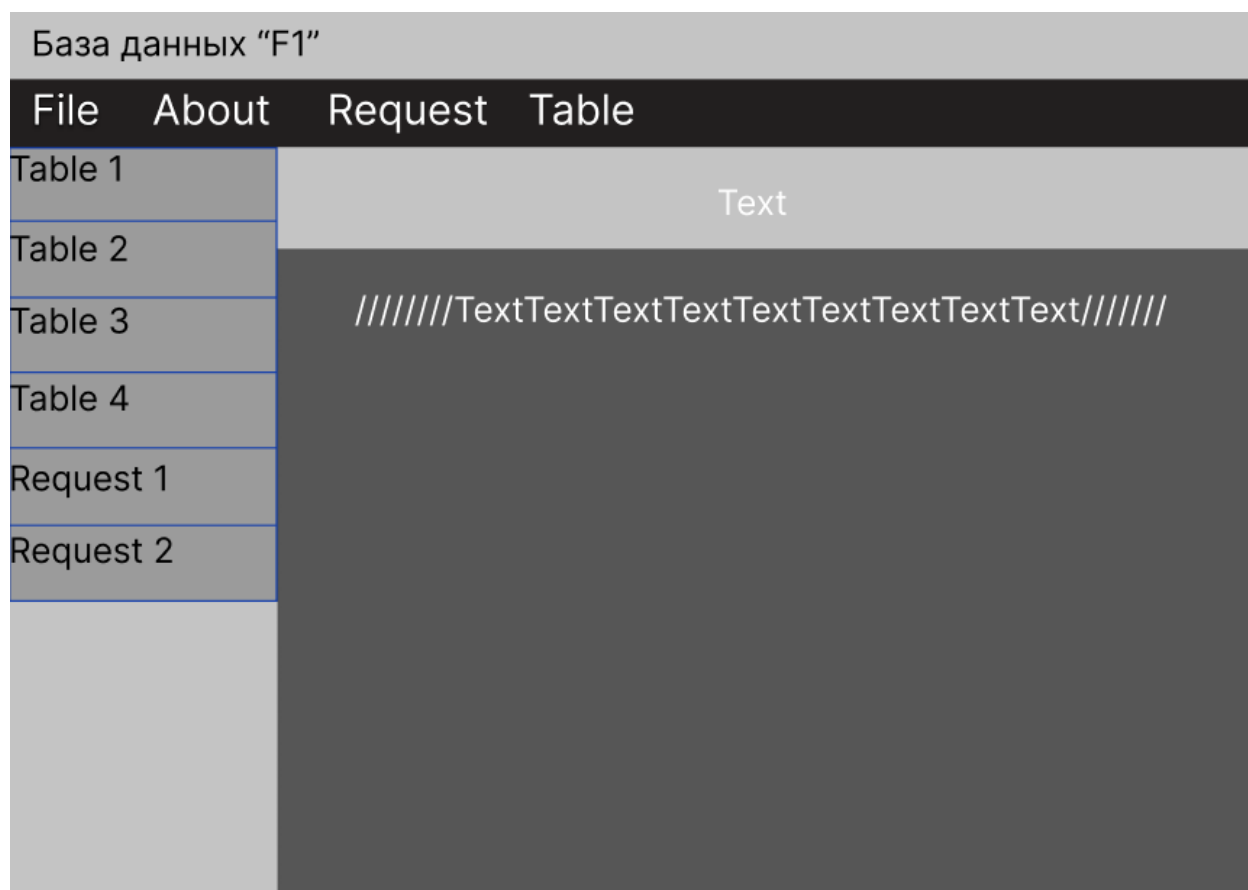 База данных “F1”
File About Request Table
Table 1
Table 2
Table 3
Table 4
Request 1
Request 2
Text
////////TextTextTextTextTextTextTextTextText///////